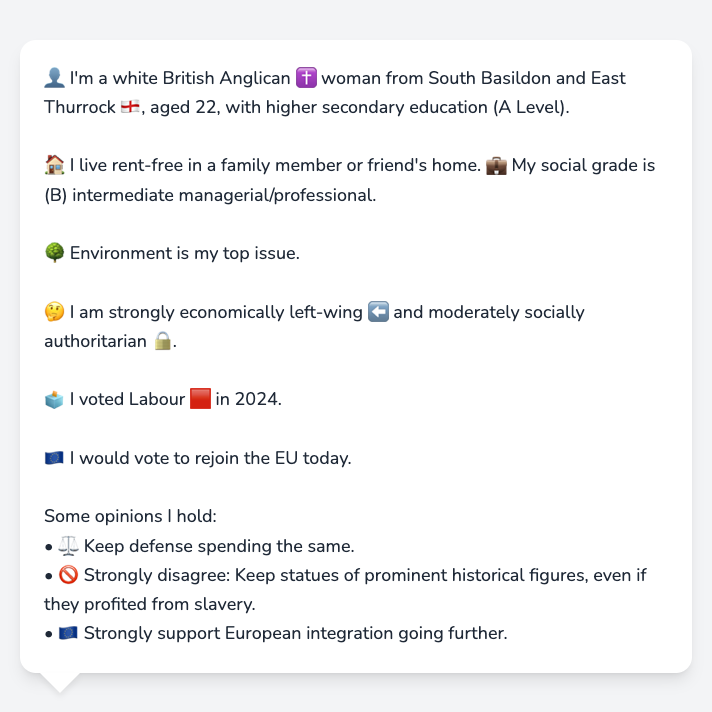 👤 I'm a white British Anglican ✝️ woman from South Basildon and East
Thurrock 🏴󠁧󠁢󠁥󠁮󠁧󠁿, aged 22, with higher secondary education (A Level).
🏠 I live rent-free in a family member or friend's home. 💼 My social grade is
(B) intermediate managerial/professional.
🌳 Environment is my top issue.
🤔 I am strongly economically left-wing ⬅️ and moderately socially
authoritarian 🔒.
🗳️ I voted Labour 🟥 in 2024.
🇪🇺 I would vote to rejoin the EU today.
Some opinions I hold:
• ⚖️ Keep defense spending the same.
• 🚫 Strongly disagree: Keep statues of prominent historical figures, even if
they profited from slavery.
• 🇪🇺 Strongly support European integration going further.